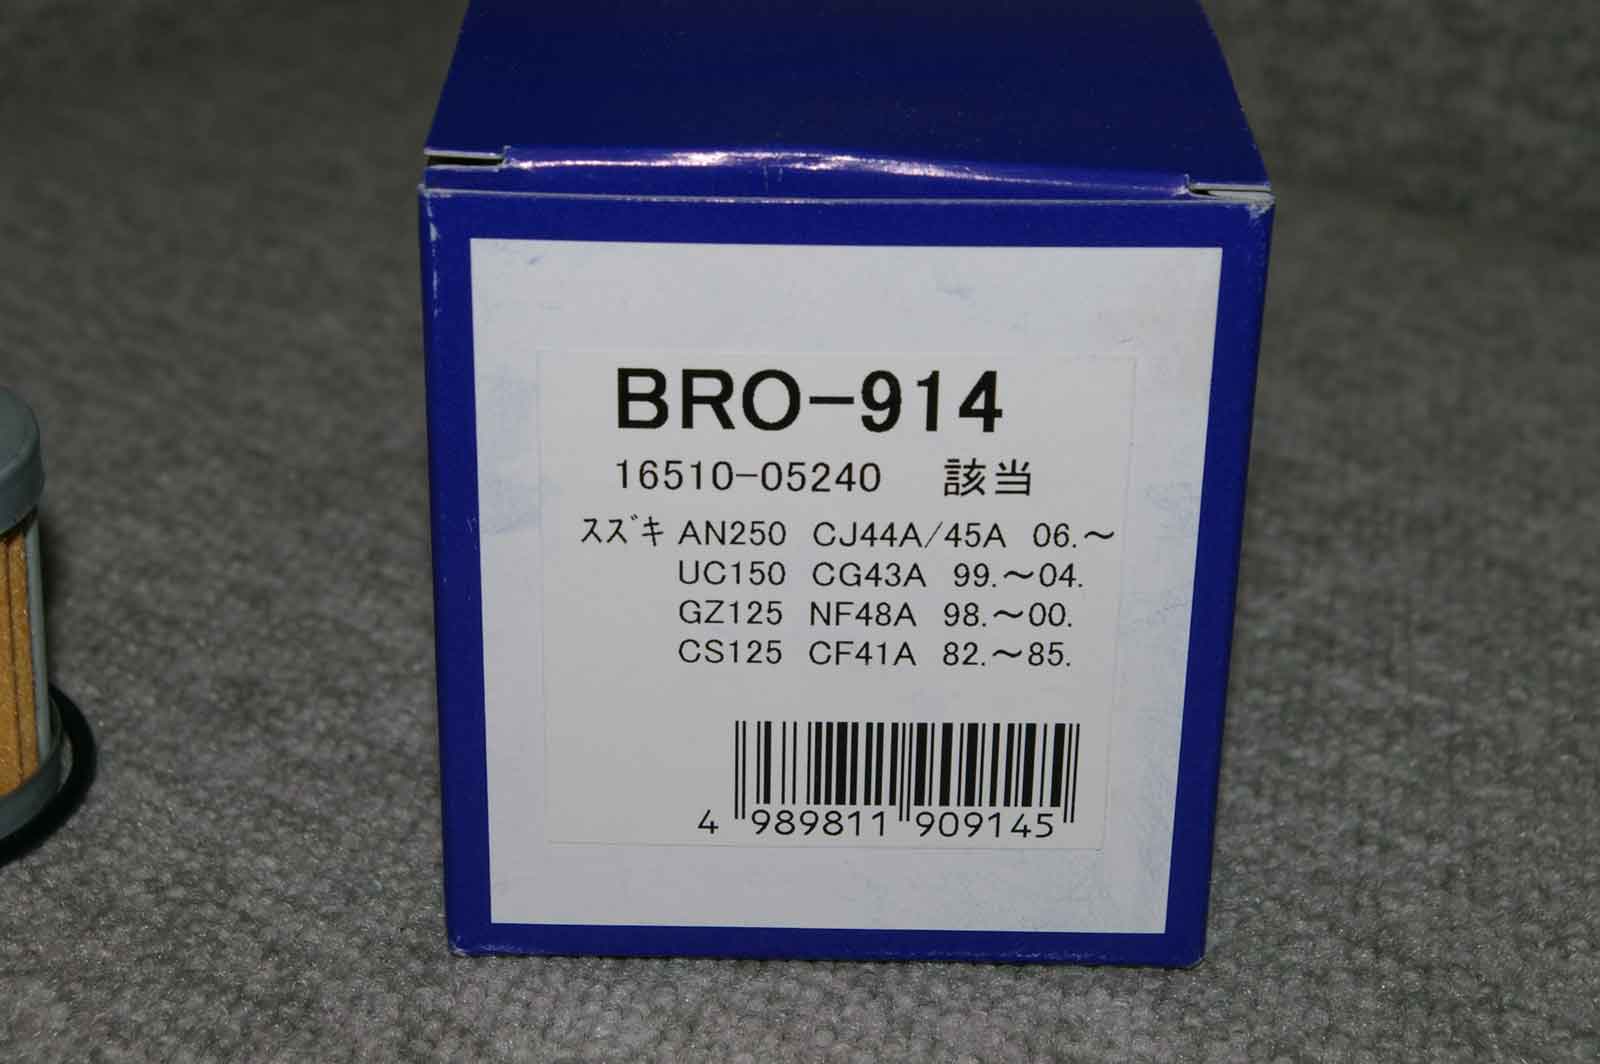 BRO-914
16510-05240 該当
スズキ AN250 CJ44A/45A 06.～
UC150 CG43A 99.～04.
GZ125 NF48A 98.～00.
CS125 CF41A 82.～85.
4 989811 909145